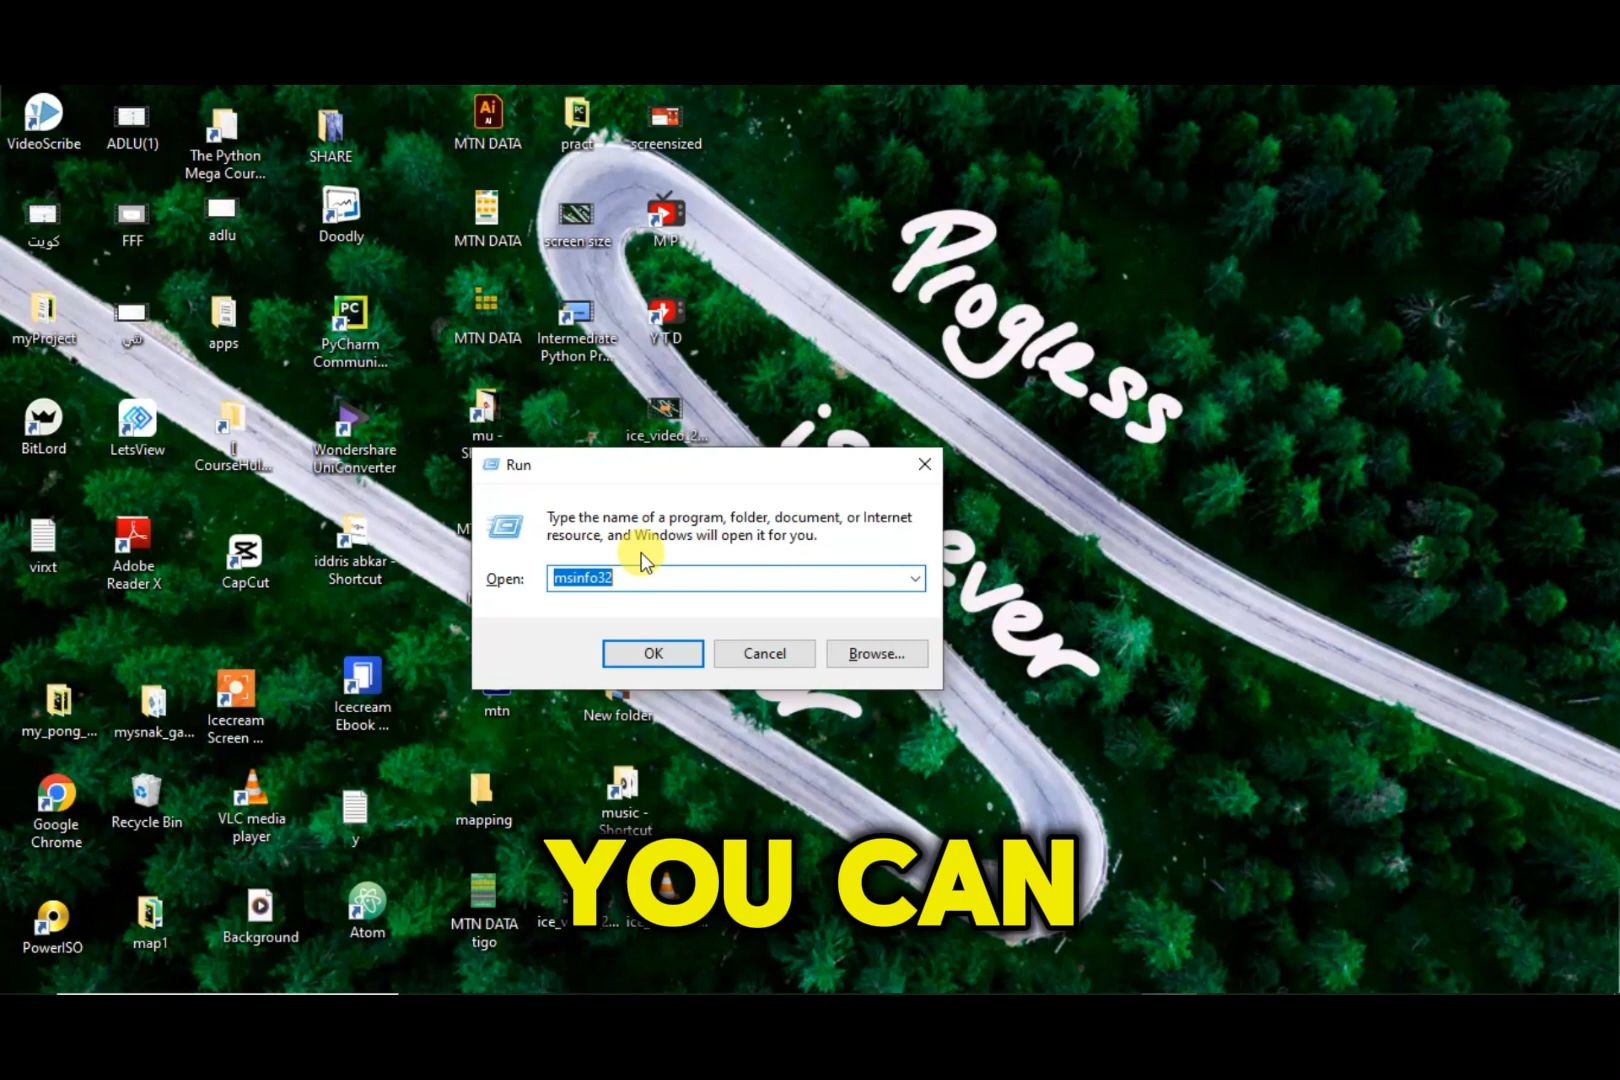 VideoScribe
ADLU(1)
The Python
Mega Cour...
SHARE
MTN DATA
pract
screensized
كويت
FFF
adlu
Doodly
MTN DATA
screen size
M P
myProject
شي
apps
PyCharm
Communi...
MTN DATA
Intermediate
Python Pr...
Y T D
Progless
is
ever
BitLord
LetsView
[
CourseHul...
Wondershare
UniConverter
mu -
ice_video_2...
Run
Type the name of a program, folder, document, or Internet
resource, and Windows will open it for you.
Open:
msinfo32
OK
Cancel
Browse...
virxt
Adobe
Reader X
CapCut
iddris abkar -
Shortcut
my_pong_...
mysnak_ga...
Icecream
Screen ...
Icecream
Ebook ...
mtn
New folder
Google
Chrome
Recycle Bin
VLC media
player
y
mapping
music -
Shortcut
YOU CAN
PowerISO
map1
Background
Atom
MTN DATA
tigo